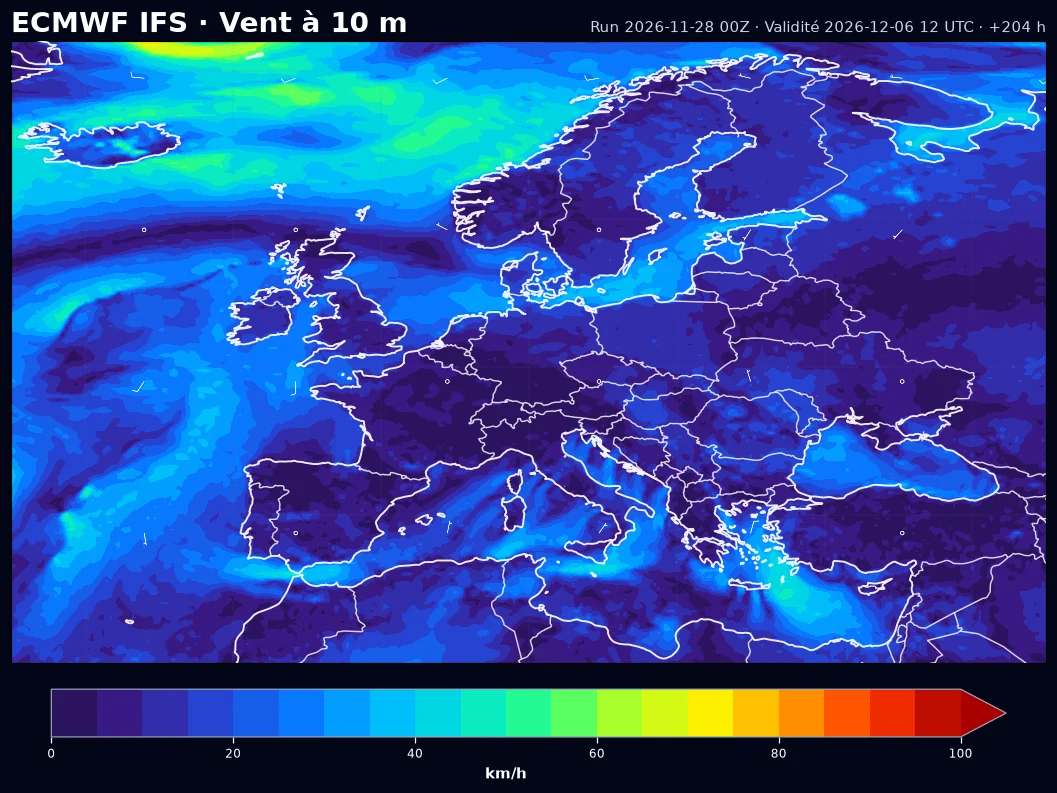 ECMWF IFS · Vent à 10 m
Run 2026-11-28 00Z · Validité 2026-12-06 12 UTC · +204 h
0 20 40 60 80 100
km/h